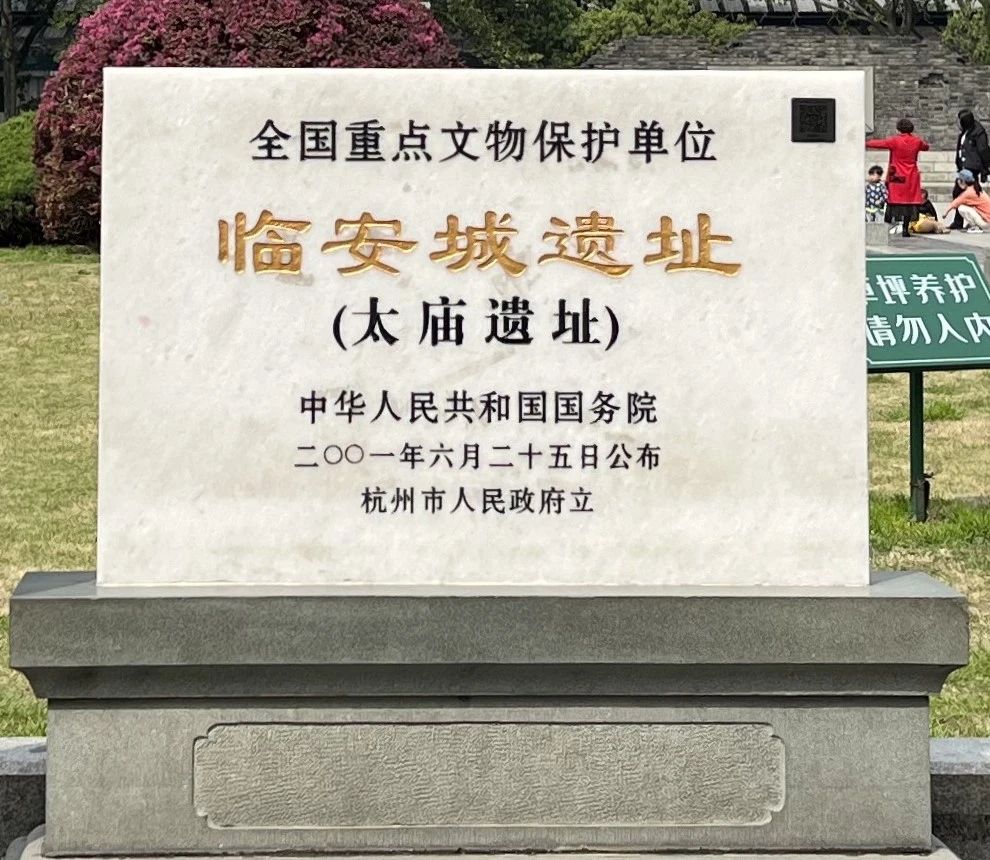 全国重点文物保护单位
临安城遗址
(太庙遗址)
中华人民共和国国务院
二〇〇一年六月二十五日公布
杭州市人民政府立
坪养护
请勿入内